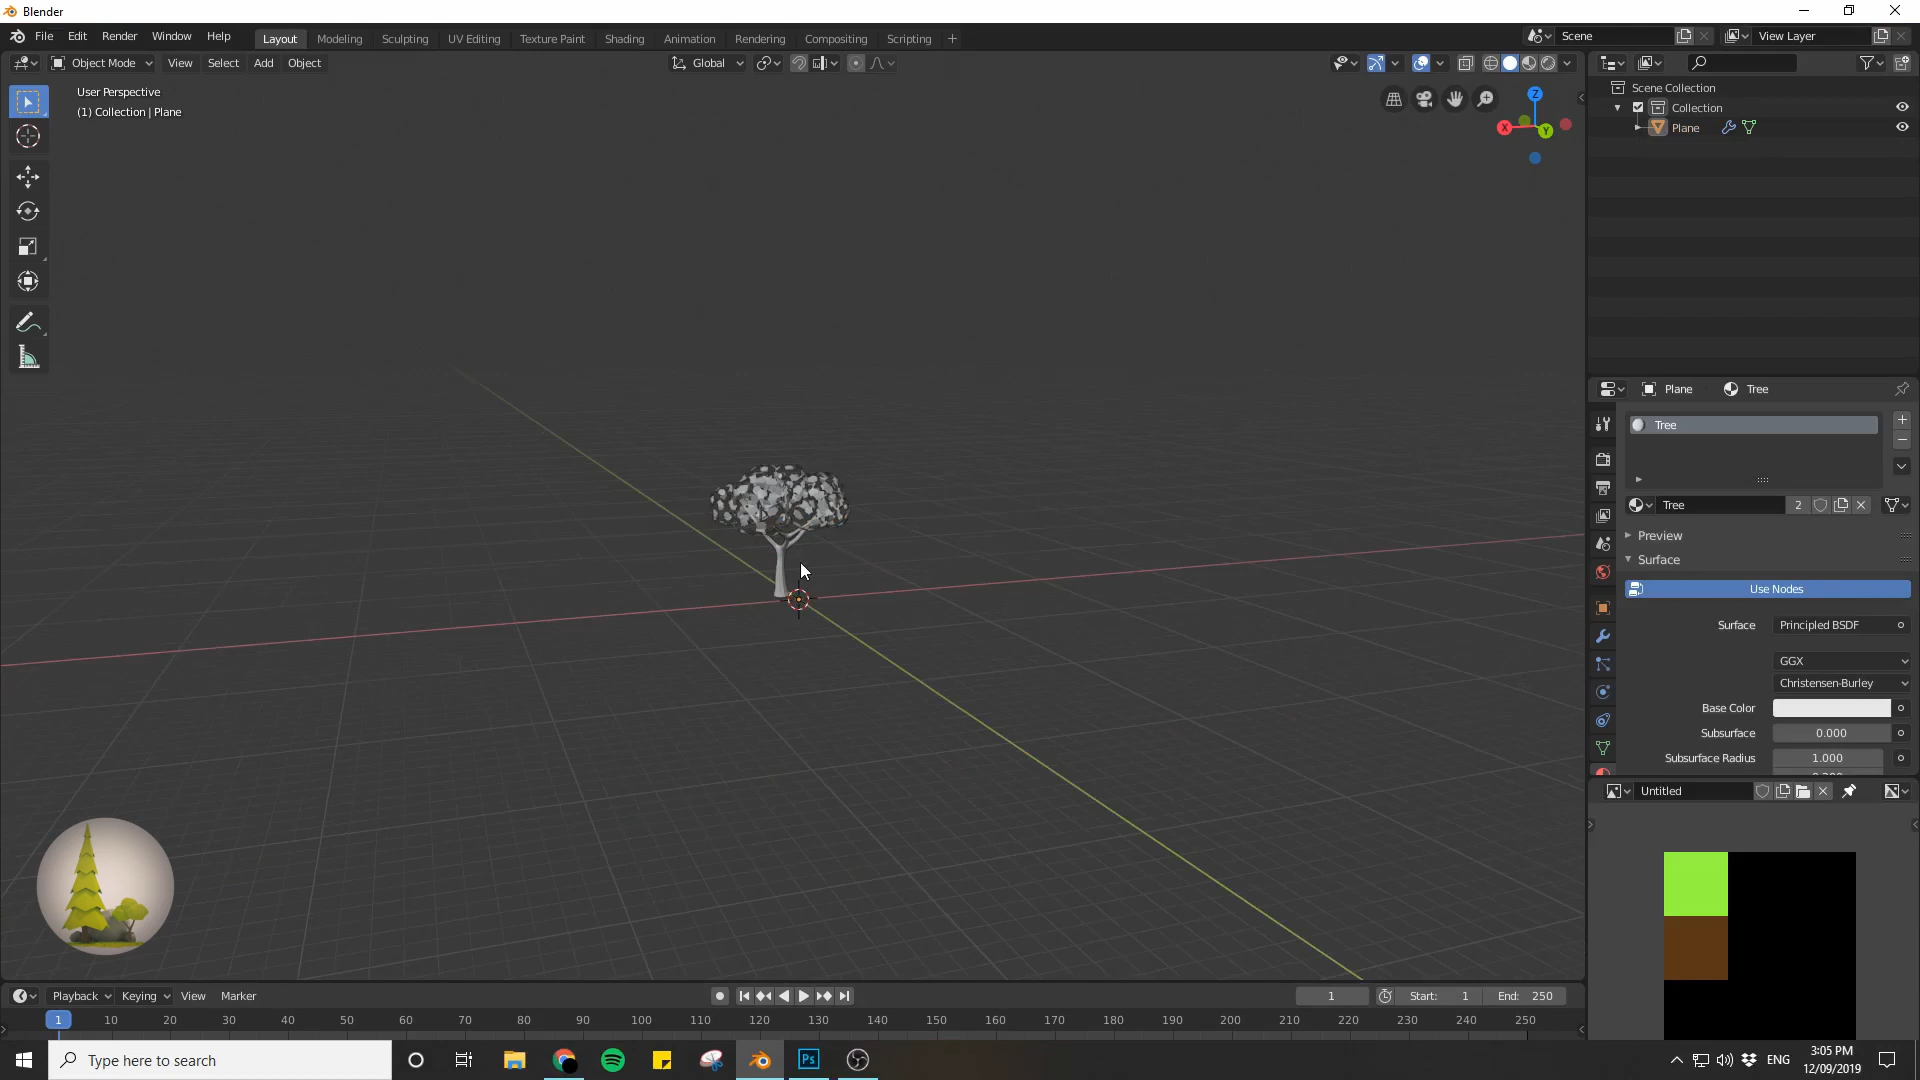 Blender
File Edit Render Window Help
Layout Modeling Sculpting UV Editing Texture Paint Shading Animation Rendering Compositing Scripting +
Scene
View Layer
Object Mode View Select Add Object
Global
User Perspective
(1) Collection | Plane
Z
X
Y
Scene Collection
Collection
Plane
Plane Tree
Tree
Tree 2
Preview
Surface
Use Nodes
Surface Principled BSDF
GGX
Christensen-Burley
Base Color
Subsurface 0.000
Subsurface Radius 1.000
Untitled
Playback Keying View Marker
1 Start: 1 End: 250
1 10 20 30 40 50 60 70 80 90 100 110 120 130 140 150 160 170 180 190 200 210 220 230 240 250
Type here to search
Ps
ENG
3:05 PM
12/09/2019